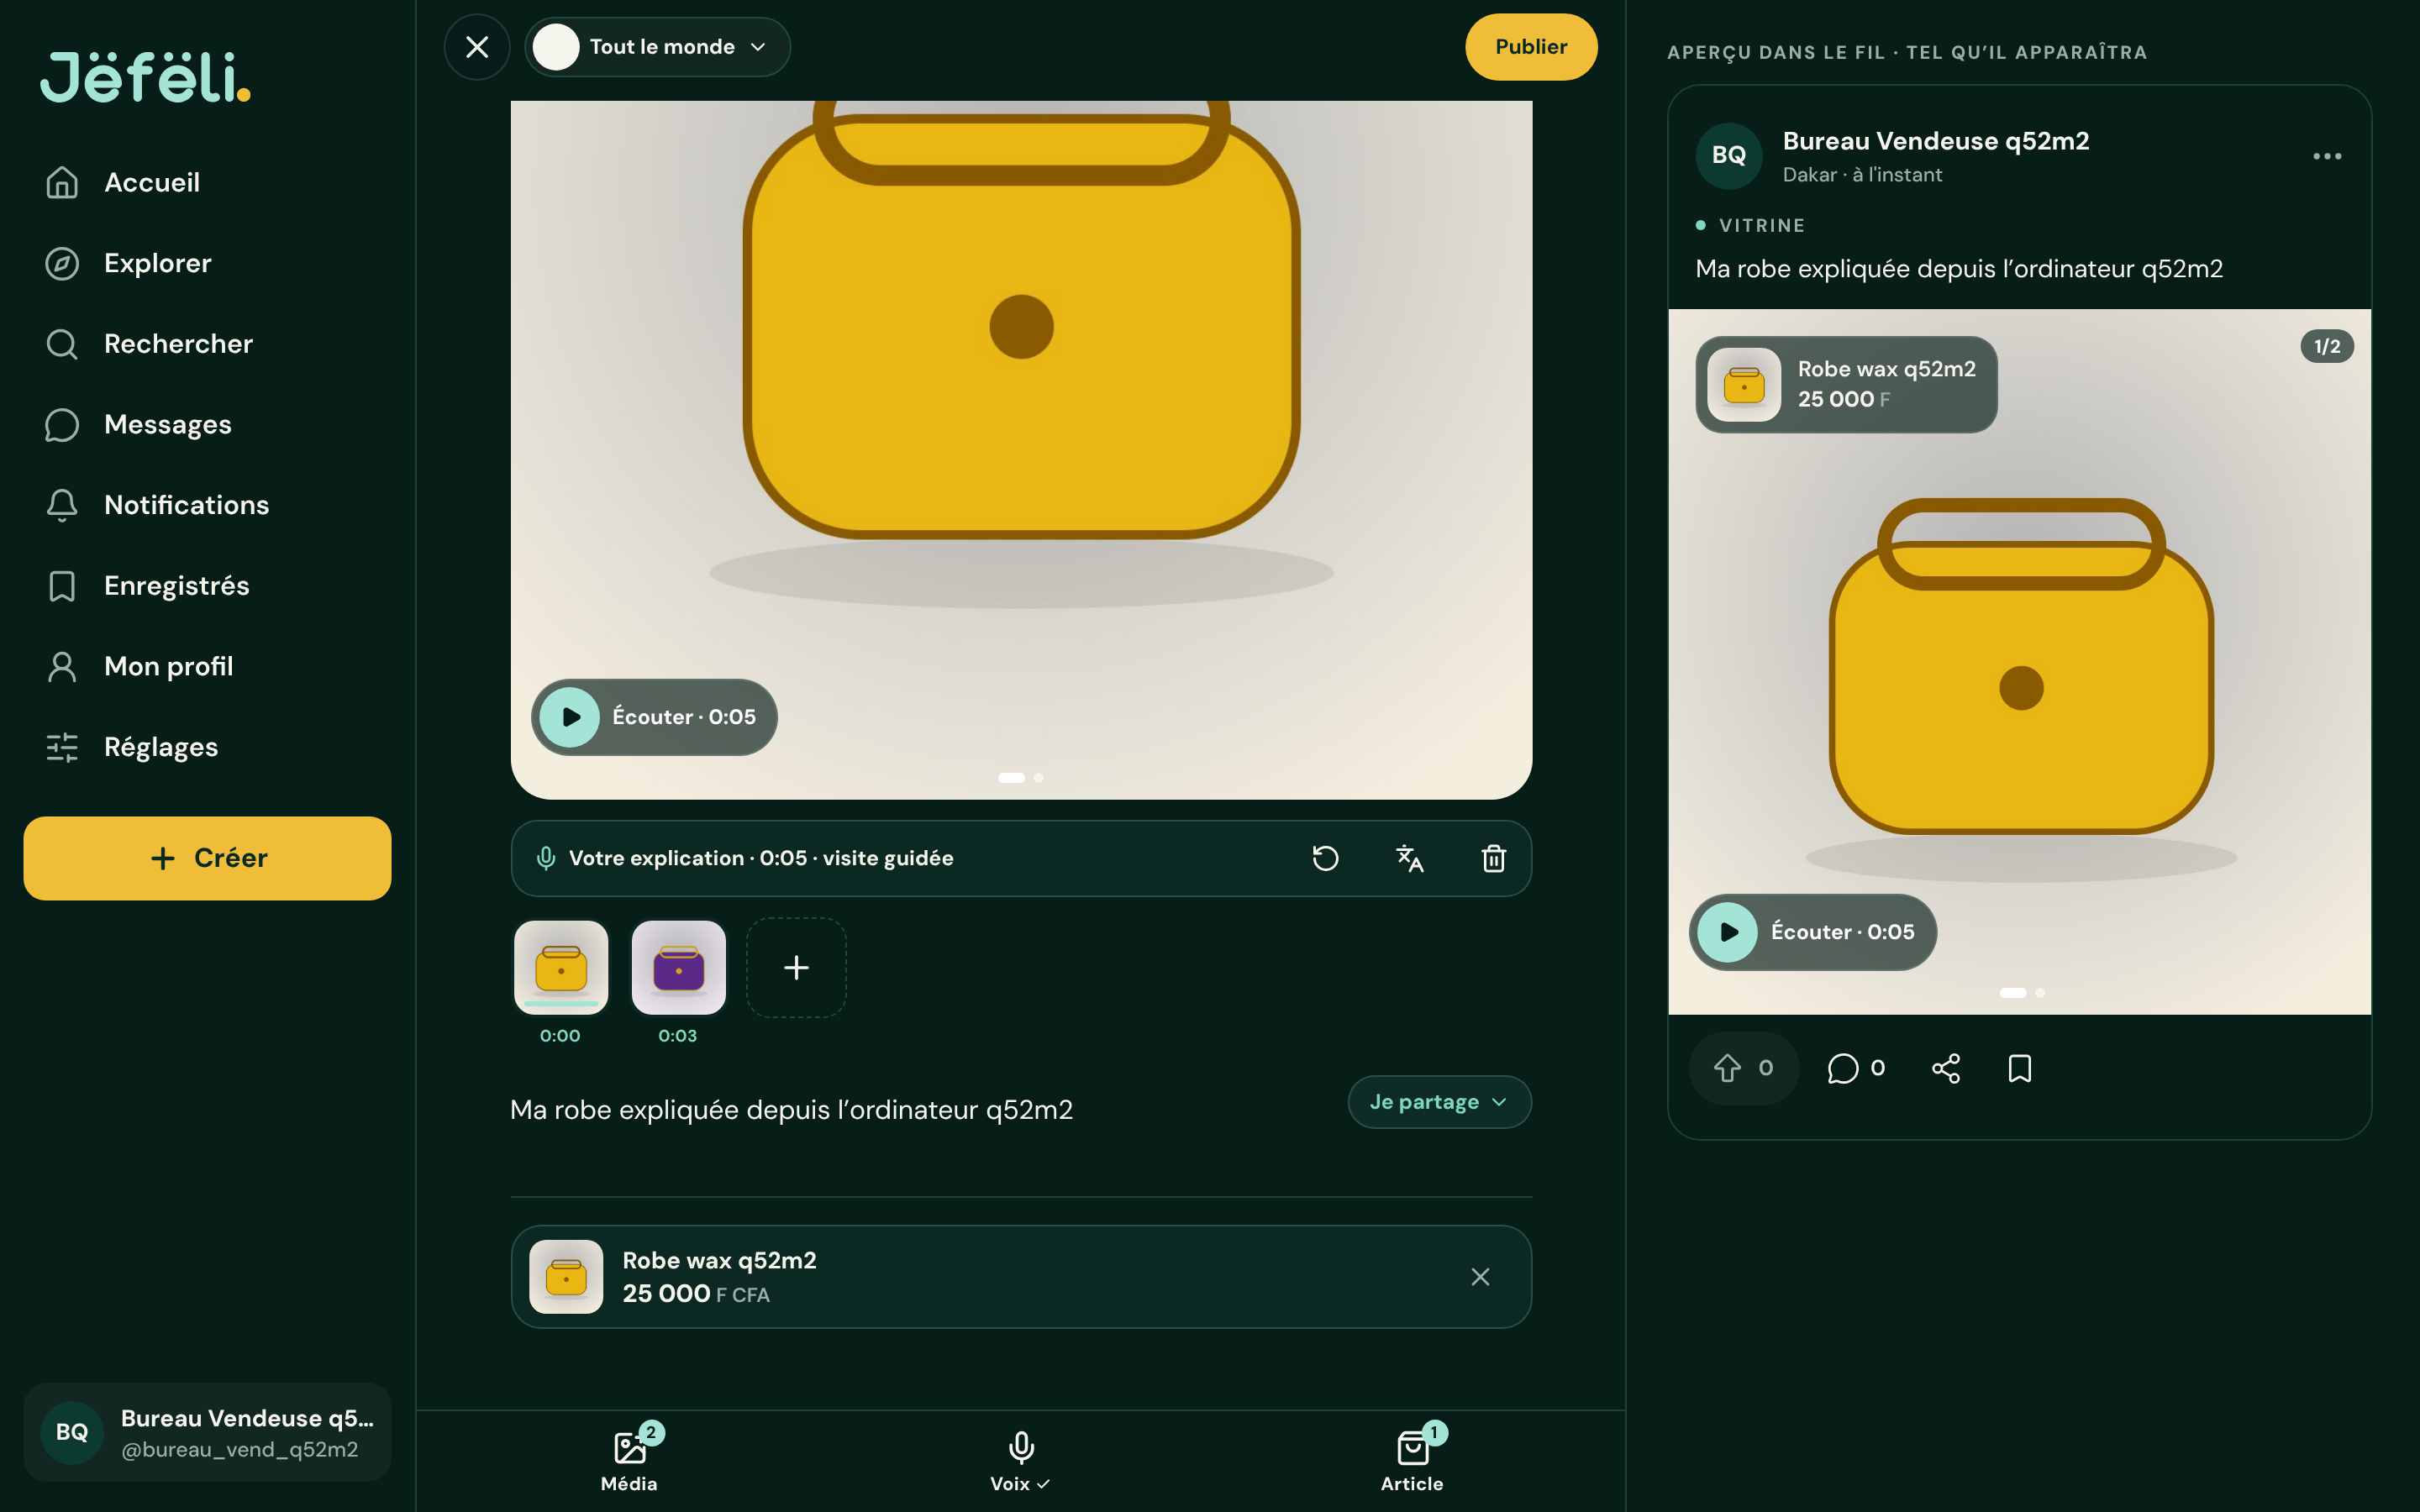 Jëfëli.
Accueil
Explorer
Rechercher
Messages
Notifications
Enregistrés
Mon profil
Réglages
Créer
BQ
Bureau Vendeuse q5...
@bureau_vend_q52m2
Tout le monde
Publier
Écouter · 0:05
Votre explication · 0:05 · visite guidée
0:00
0:03
Ma robe expliquée depuis l’ordinateur q52m2
Je partage
Robe wax q52m2
25 000 F CFA
2
Média
Voix
1
Article
APERÇU DANS LE FIL · TEL QU’IL APPARAÎTRA
BQ
Bureau Vendeuse q52m2
Dakar · à l'instant
VITRINE
Ma robe expliquée depuis l’ordinateur q52m2
Robe wax q52m2
25 000 F
1/2
Écouter · 0:05
0
0